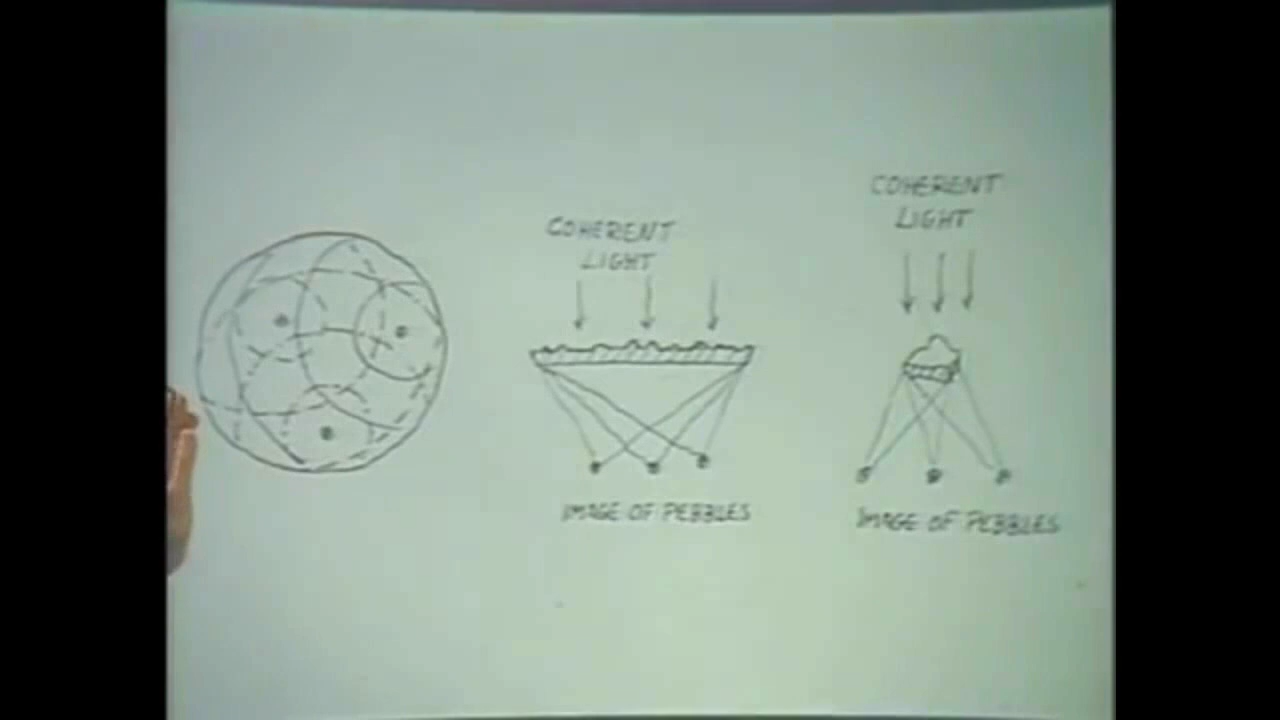 COHERENT
LIGHT
IMAGE OF PEBBLES
COHERENT
LIGHT
IMAGE OF PEBBLES